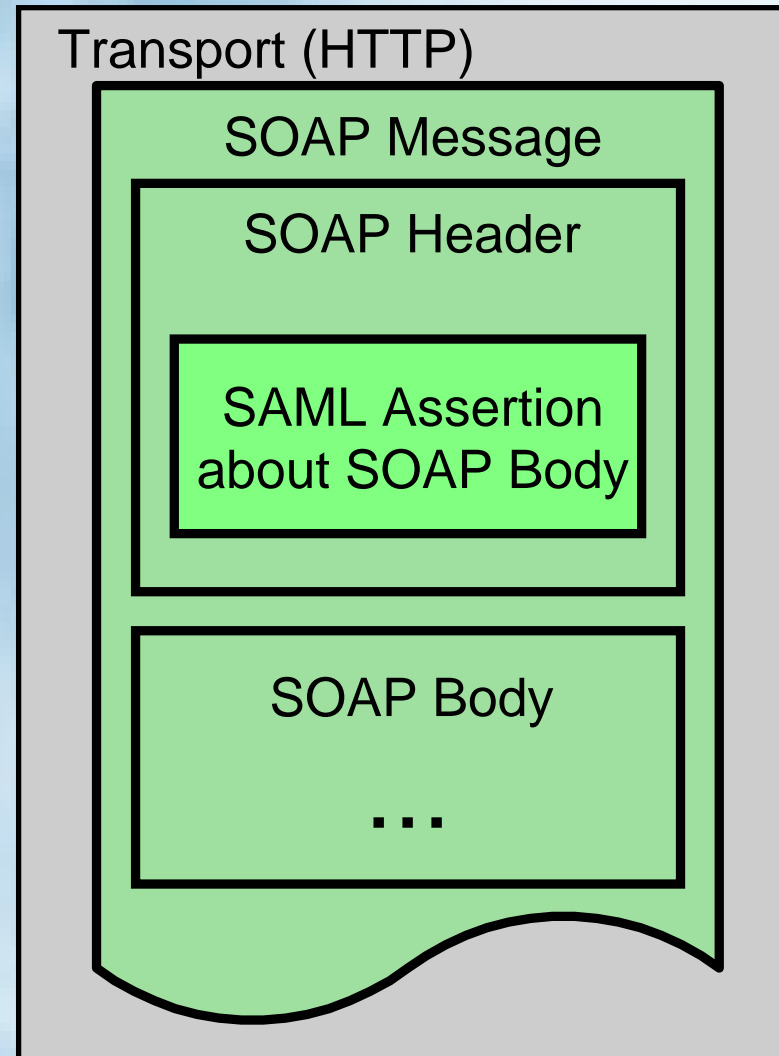 Transport (HTTP)
SOAP Message
SOAP Header
SAML Assertion
about SOAP Body
SOAP Body
...